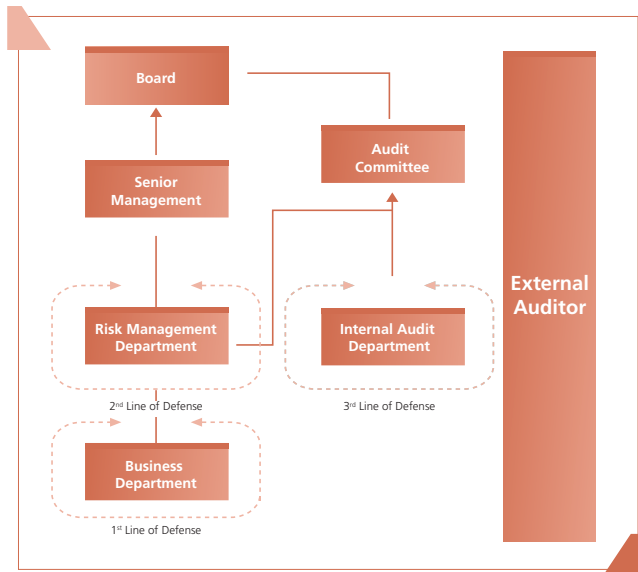 Board
Audit
Committee
Senior
Management
External
Auditor
Risk Management
Department
Internal Audit
Department
2nd Line of Defense
3rd Line of Defense
Business
Department
1st Line of Defense